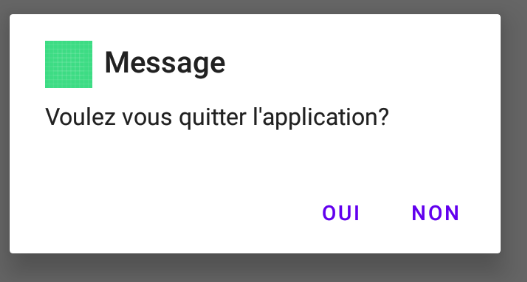 Message
Voulez vous quitter l'application?
OUI NON